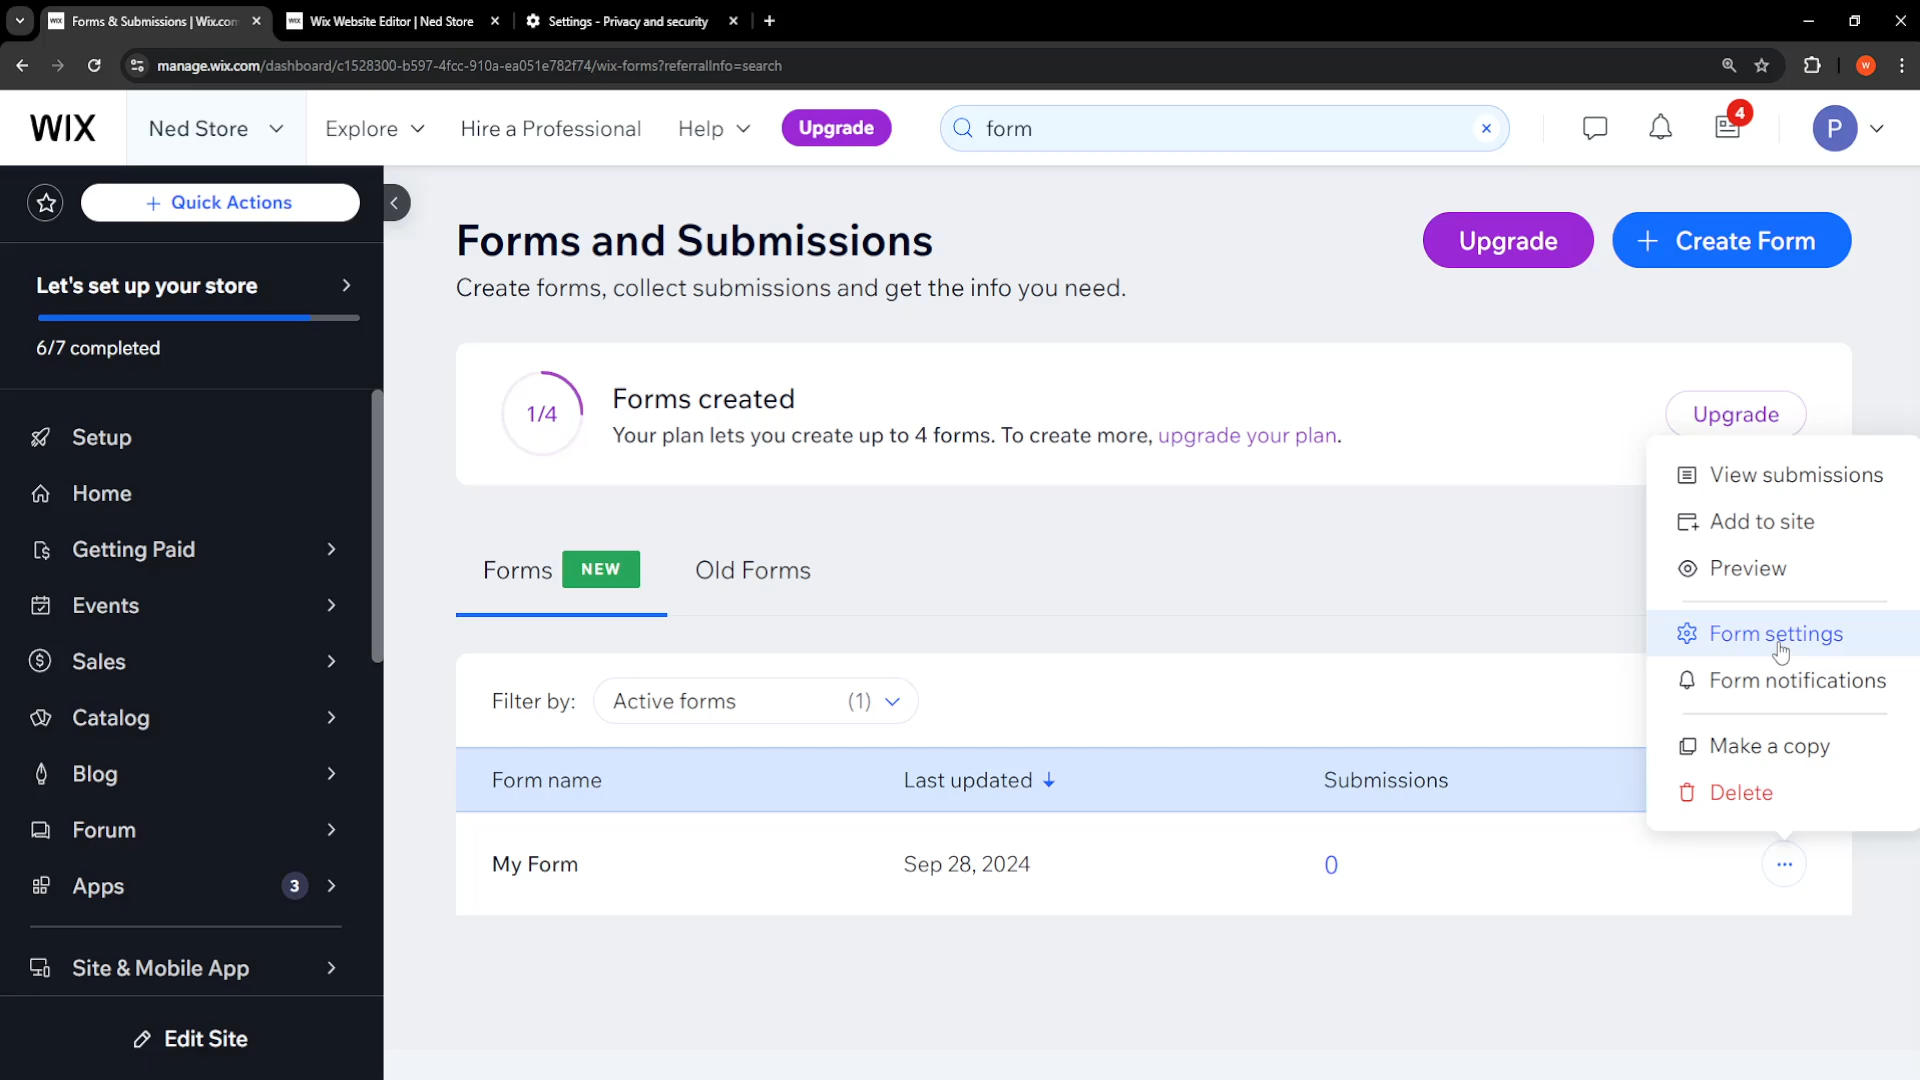 Forms & Submissions | Wix.com
Wix Website Editor | Ned Store
Settings - Privacy and security
manage.wix.com/dashboard/c1528300-b597-4fcc-910a-ea051e782f74/wix-forms?referralInfo=search
W
WIX
Ned Store
Explore
Hire a Professional
Help
Upgrade
form
4
P
Quick Actions
Let's set up your store
6/7 completed
Setup
Home
Getting Paid
Events
Sales
Catalog
Blog
Forum
Apps
3
Site & Mobile App
Edit Site
Forms and Submissions
Create forms, collect submissions and get the info you need.
Upgrade
+ Create Form
1/4
Forms created
Your plan lets you create up to 4 forms. To create more, upgrade your plan.
Upgrade
View submissions
Add to site
Preview
Form settings
Form notifications
Make a copy
Delete
Forms NEW
Old Forms
Filter by: Active forms (1)
Form name Last updated Submissions
My Form Sep 28, 2024 0